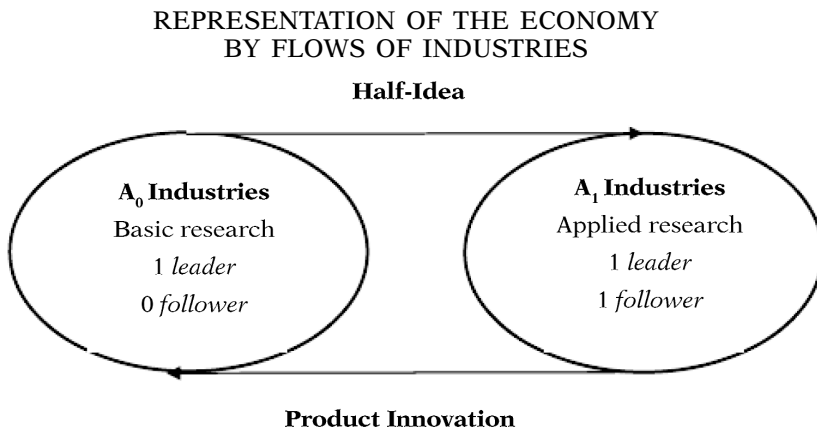 REPRESENTATION OF THE ECONOMY
BY FLOWS OF INDUSTRIES
Half-Idea
A₀ Industries
Basic research
1 leader
0 follower
A₁ Industries
Applied research
1 leader
1 follower
Product Innovation